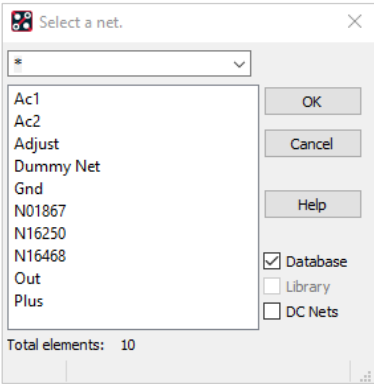 Select a net.
*
Ac1
Ac2
Adjust
Dummy Net
Gnd
N01867
N16250
N16468
Out
Plus
OK
Cancel
Help
Database
Library
DC Nets
Total elements: 10